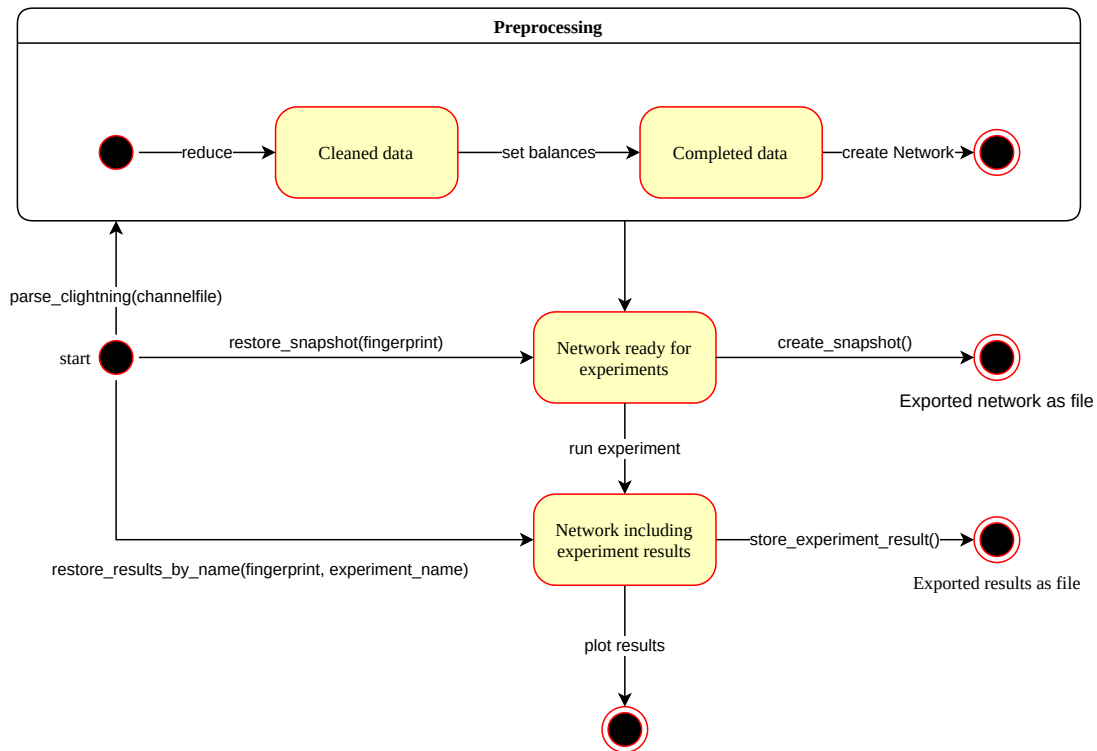 Preprocessing
reduce
Cleaned data
set balances
Completed data
create Network
parse_clightning(channelfile)
start
restore_snapshot(fingerprint)
Network ready for
experiments
create_snapshot()
Exported network as file
run experiment
Network including
experiment results
store_experiment_result()
restore_results_by_name(fingerprint, experiment_name)
Exported results as file
plot results